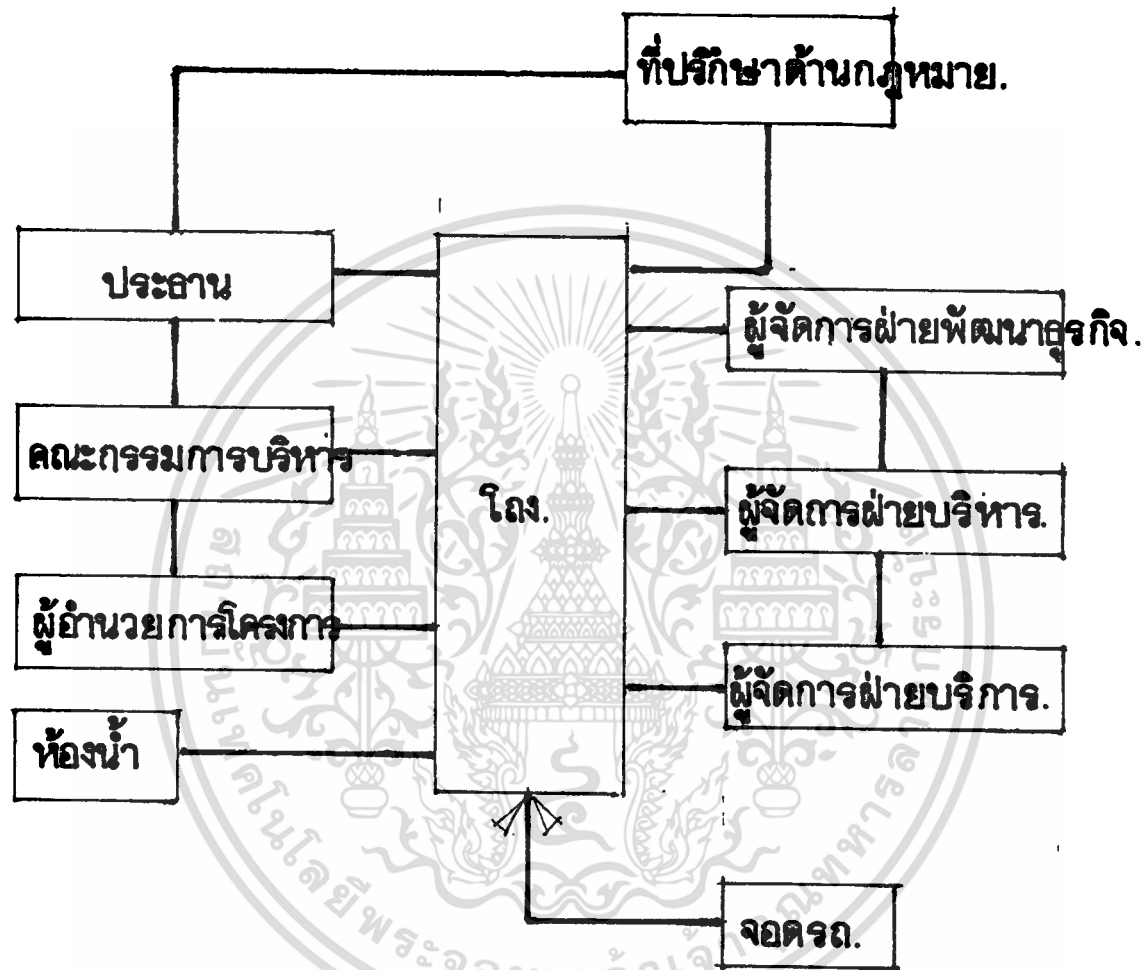 ที่ปรึกษาด้านกฎหมาย.
ประธาน
ผู้จัดการฝ่ายพัฒนาธุรกิจ.
คณะกรรมการบริหาร
โถง.
ผู้จัดการฝ่ายบริหาร.
ผู้อำนวยการโครงการ
ผู้จัดการฝ่ายบริการ.
ห้องน้ำ
จอดรถ.